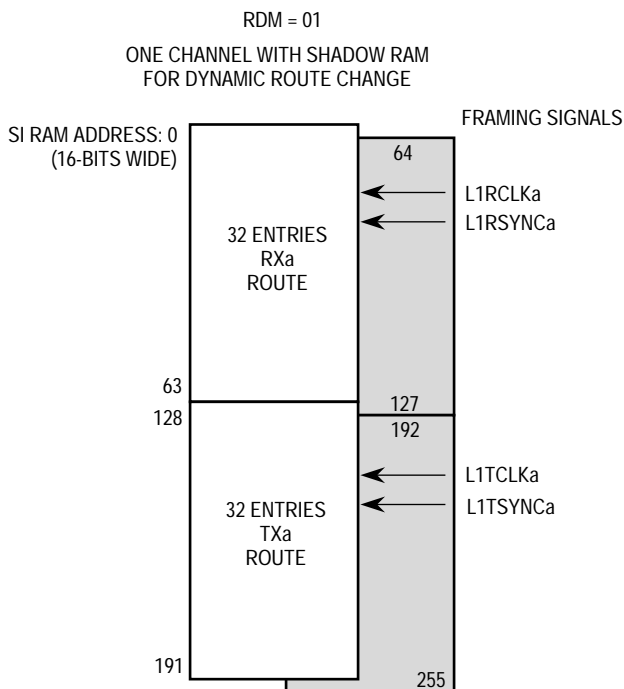 RDM = 01
ONE CHANNEL WITH SHADOW RAM
FOR DYNAMIC ROUTE CHANGE
FRAMING SIGNALS
SI RAM ADDRESS: 0
(16-BITS WIDE)
64
L1RCLKa
L1RSYNCa
32 ENTRIES
RXa
ROUTE
63
127
128
192
L1TCLKa
L1TSYNCa
32 ENTRIES
TXa
ROUTE
191
255